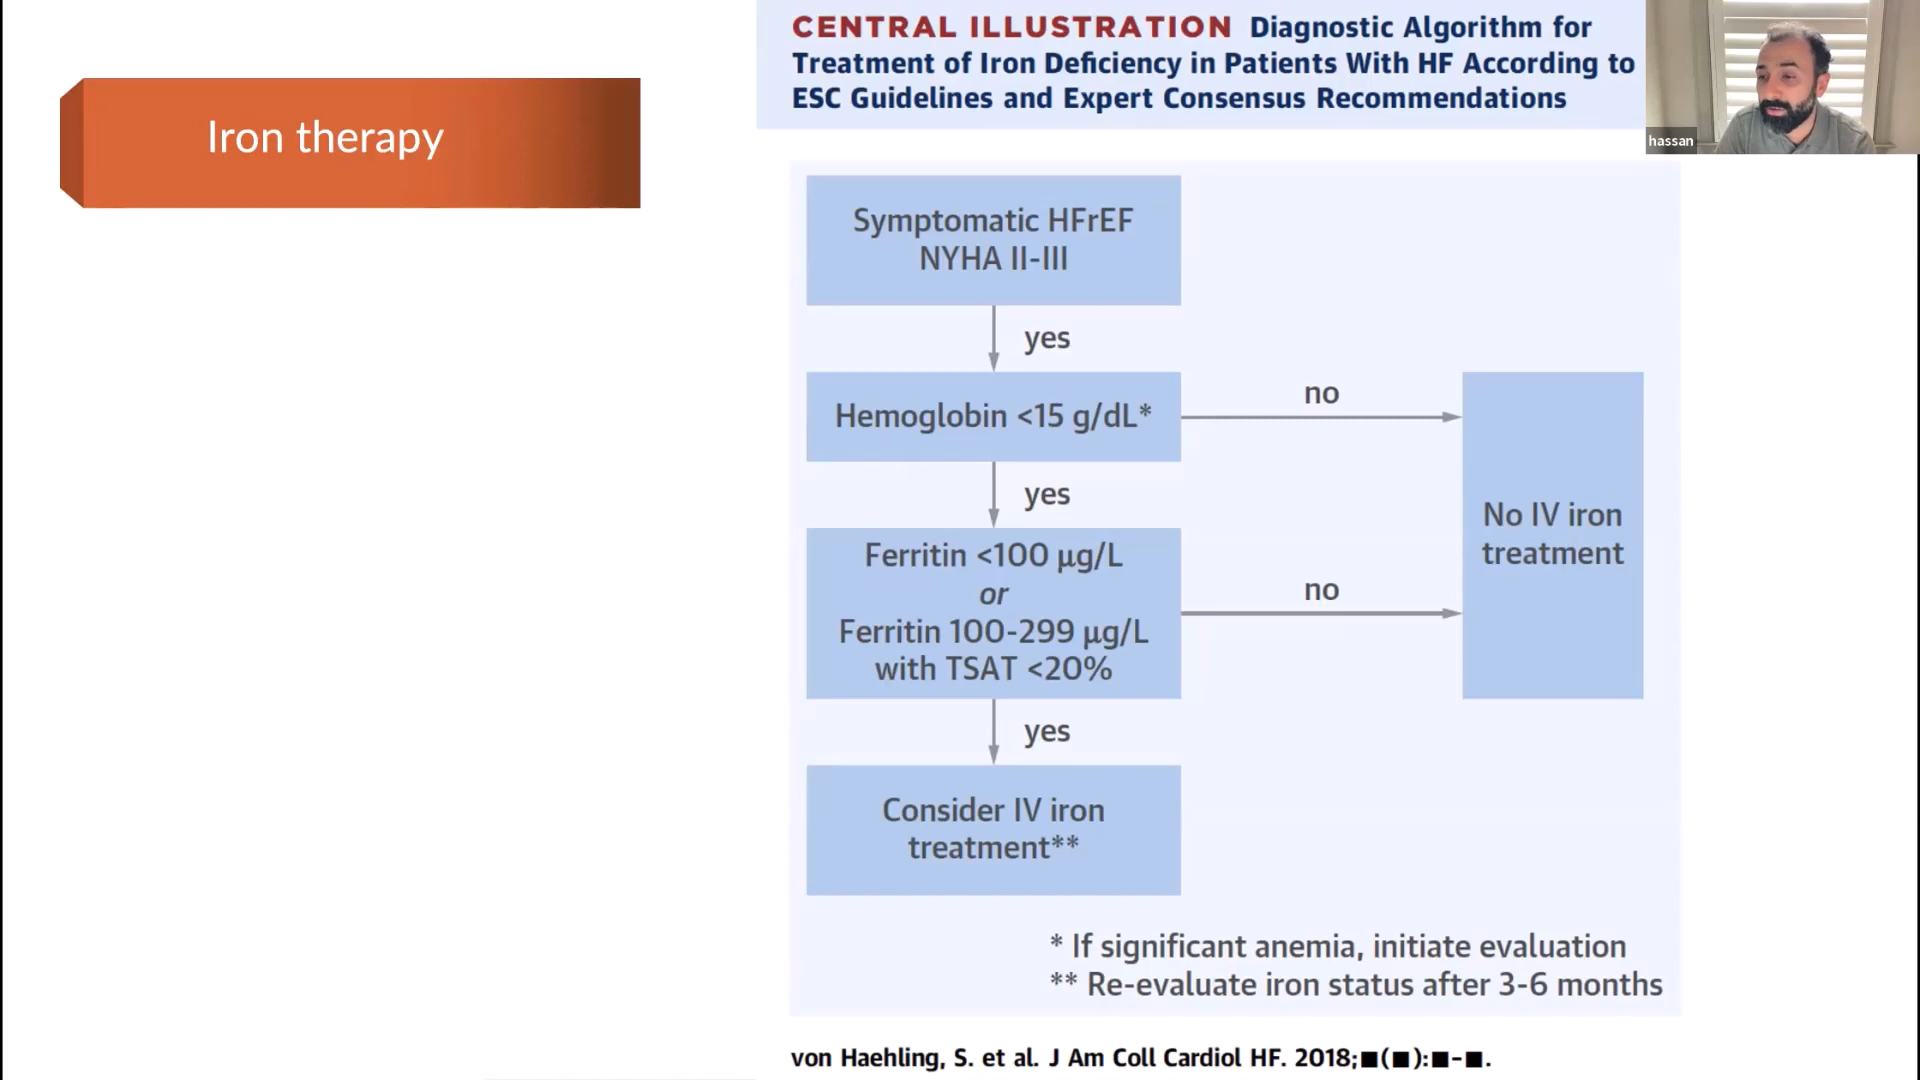 Iron therapy
CENTRAL ILLUSTRATION Diagnostic Algorithm for
Treatment of Iron Deficiency in Patients With HF According to
ESC Guidelines and Expert Consensus Recommendations
hassan
Symptomatic HFrEF
NYHA II-III
yes
Hemoglobin <15 g/dL*
no
yes
Ferritin <100 µg/L
or
Ferritin 100-299 µg/L
with TSAT <20%
no
No IV iron
treatment
yes
Consider IV iron
treatment**
* If significant anemia, initiate evaluation
** Re-evaluate iron status after 3-6 months
von Haehling, S. et al. J Am Coll Cardiol HF. 2018;■(■):■-■.